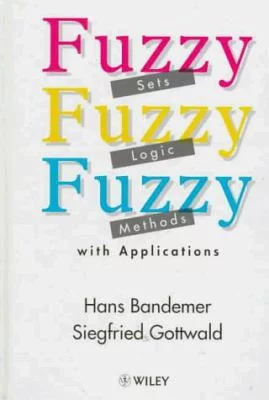 Fuzzy
Sets
Fuzzy
Logic
Fuzzy
Methods
with Applications
Hans Bandemer
Siegfried Gottwald
WILEY